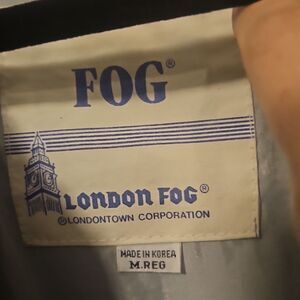 FOG®
LONDON FOG®
©LONDONTOWN CORPORATION
MADE IN KOREA
M.REG